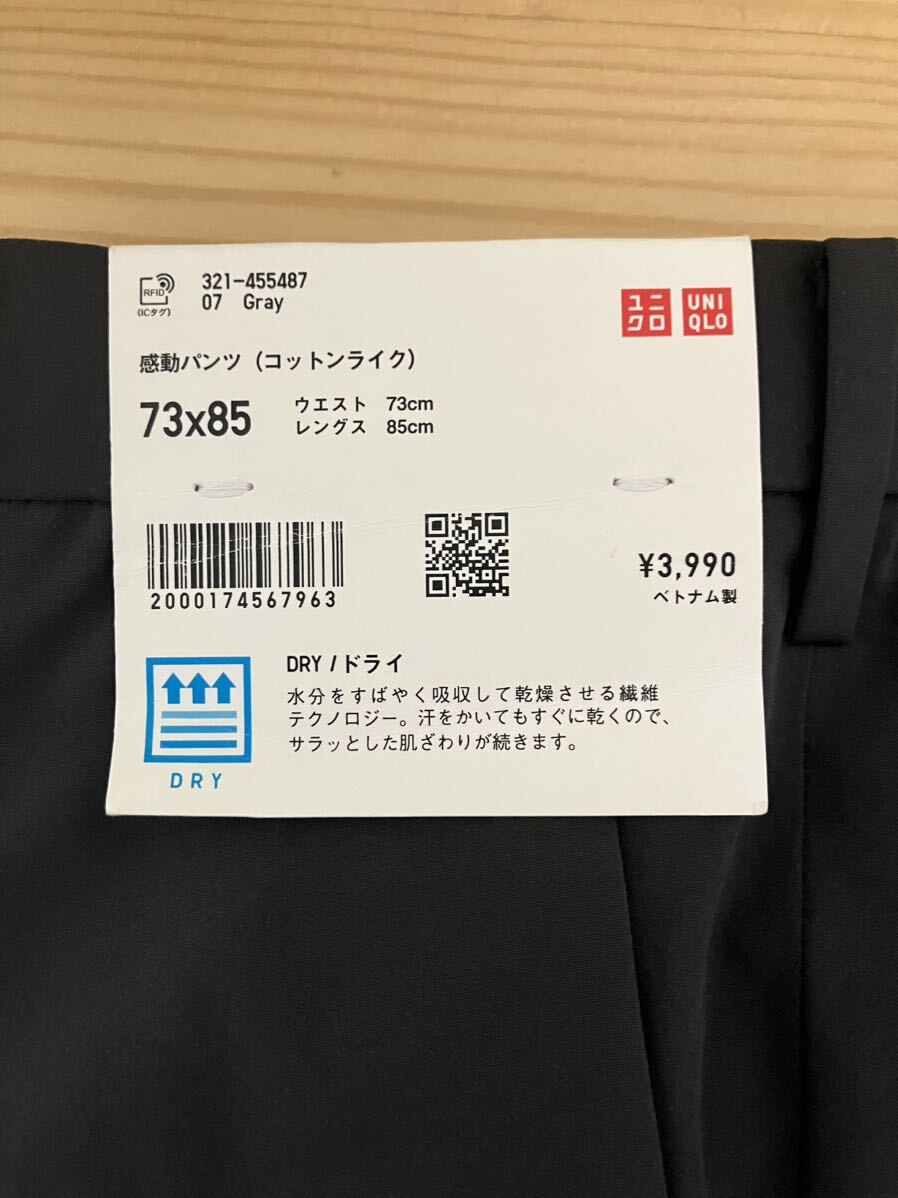 RFID
(ICタグ)
321-455487
07 Gray
ユニ
クロ
UNI
QLO
感動パンツ（コットンライク）
73x85
ウエスト 73cm
レングス 85cm
2000174567963
¥3,990
ベトナム製
DRY
DRY / ドライ
水分をすばやく吸収して乾燥させる繊維
テクノロジー。汗をかいてもすぐに乾くので、
サラッとした肌ざわりが続きます。